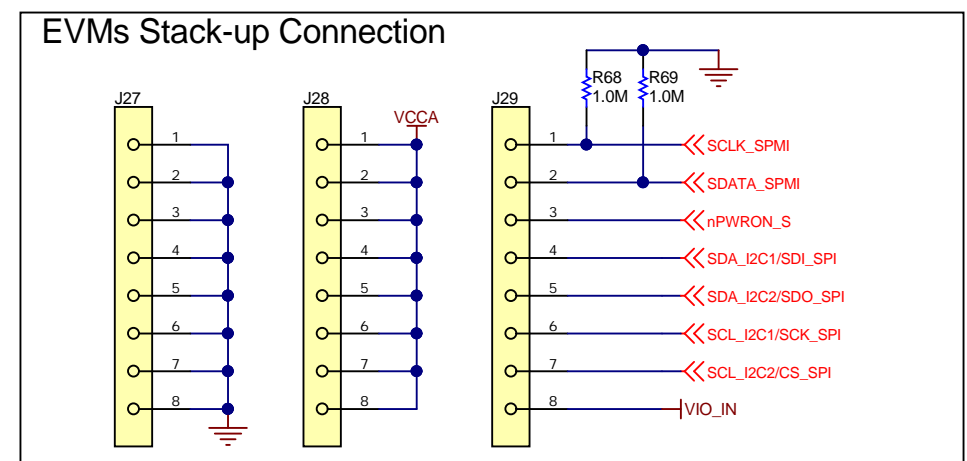 EVMs Stack-up Connection
J27
1
2
3
4
5
6
7
8
J28
VCCA
1
2
3
4
5
6
7
8
J29
R68
1.0M
R69
1.0M
1
SCLK_SPMI
2
SDATA_SPMI
3
nPWRON_S
4
SDA_I2C1/SDI_SPI
5
SDA_I2C2/SDO_SPI
6
SCL_I2C1/SCK_SPI
7
SCL_I2C2/CS_SPI
8
VIO_IN